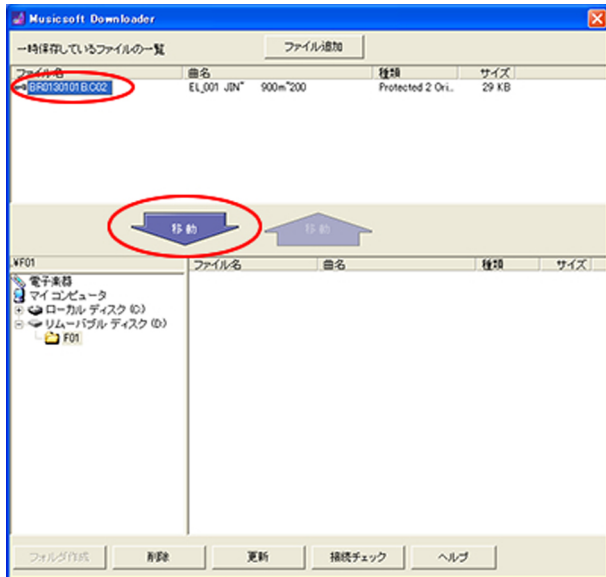 Musicsoft Downloader
一時保存しているファイルの一覧 ファイル追加
ファイル名 曲名 種類 サイズ
BR0130101B.C02 EL_001 JIN~ 900m~200 Protected 2 Ori... 29 KB
移動 移動
.¥F01 ファイル名 曲名 種類 サイズ
電子楽器
マイ コンピュータ
ローカル ディスク (C:)
リムーバブル ディスク (D:)
F01
フォルダ作成 削除 更新 接続チェック ヘルプ